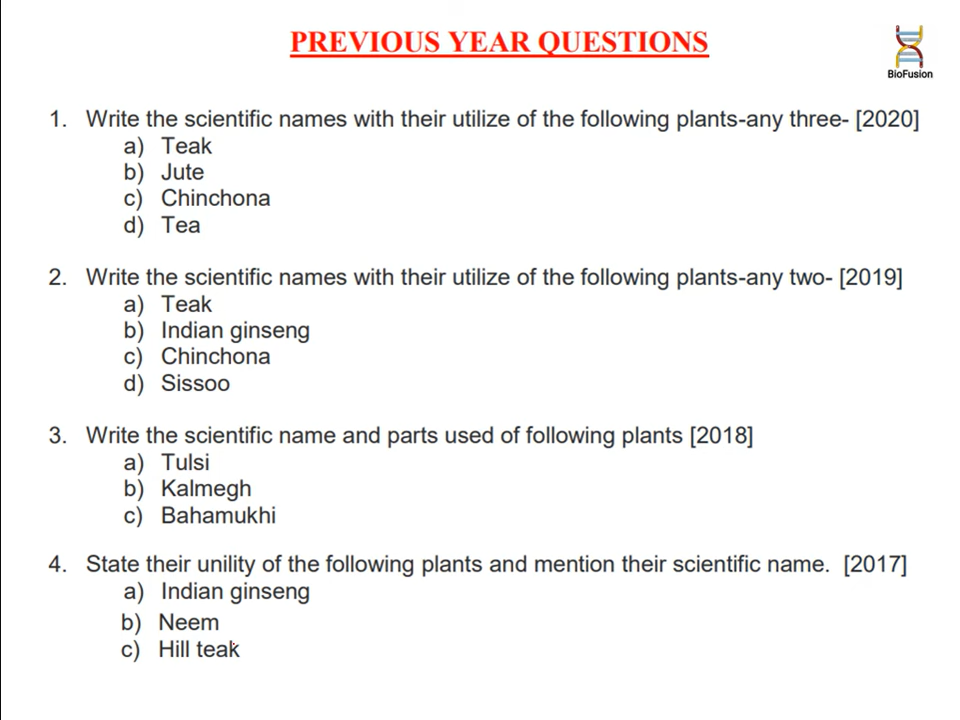 PREVIOUS YEAR QUESTIONS
BioFusion
1. Write the scientific names with their utilize of the following plants-any three- [2020]
a) Teak
b) Jute
c) Chinchona
d) Tea
2. Write the scientific names with their utilize of the following plants-any two- [2019]
a) Teak
b) Indian ginseng
c) Chinchona
d) Sissoo
3. Write the scientific name and parts used of following plants [2018]
a) Tulsi
b) Kalmegh
c) Bahamukhi
4. State their unility of the following plants and mention their scientific name. [2017]
a) Indian ginseng
b) Neem
c) Hill teak